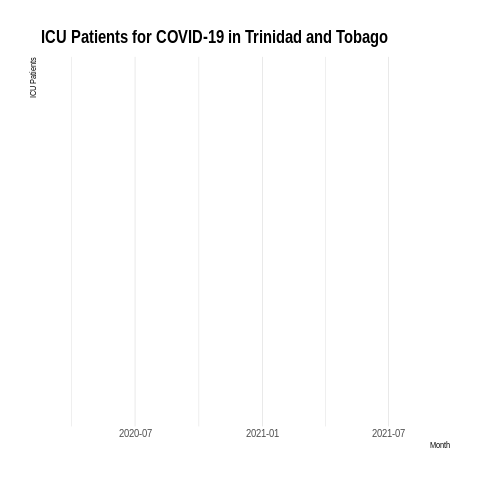 ICU Patients for COVID-19 in Trinidad and Tobago
ICU Patients
2020-07
2021-01
2021-07
Month